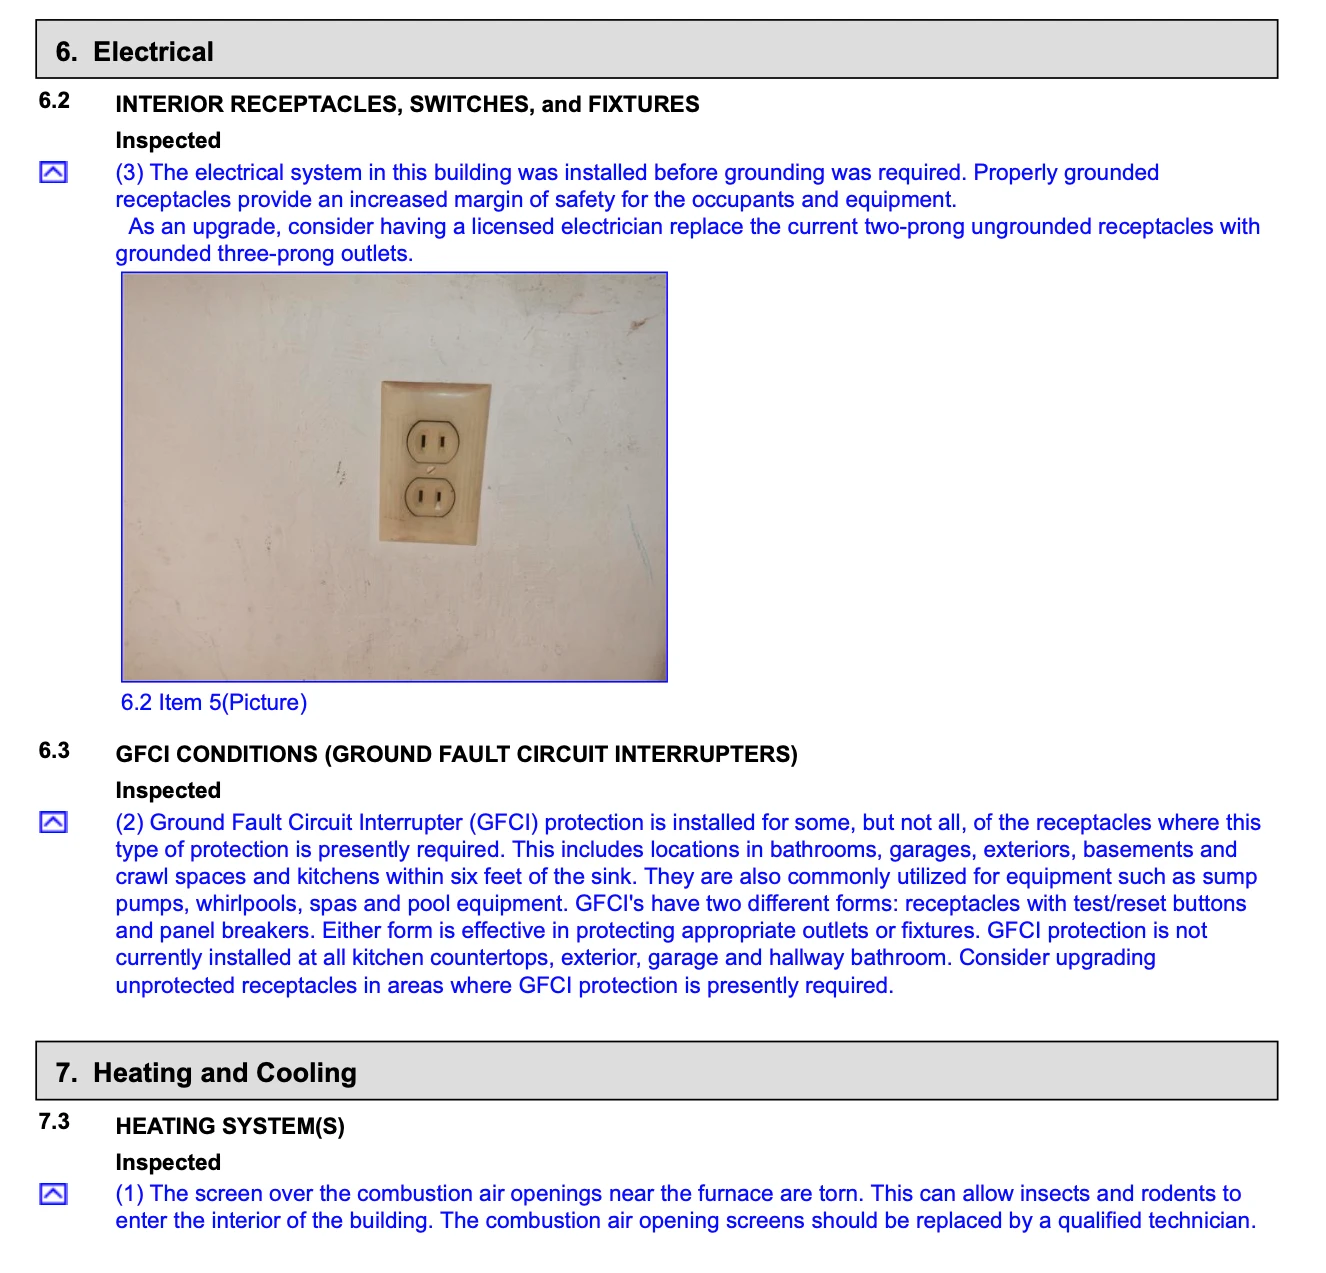 6. Electrical
6.2 INTERIOR RECEPTACLES, SWITCHES, and FIXTURES
Inspected
(3) The electrical system in this building was installed before grounding was required. Properly grounded
receptacles provide an increased margin of safety for the occupants and equipment.
As an upgrade, consider having a licensed electrician replace the current two-prong ungrounded receptacles with
grounded three-prong outlets.
6.2 Item 5(Picture)
6.3 GFCI CONDITIONS (GROUND FAULT CIRCUIT INTERRUPTERS)
Inspected
(2) Ground Fault Circuit Interrupter (GFCI) protection is installed for some, but not all, of the receptacles where this
type of protection is presently required. This includes locations in bathrooms, garages, exteriors, basements and
crawl spaces and kitchens within six feet of the sink. They are also commonly utilized for equipment such as sump
pumps, whirlpools, spas and pool equipment. GFCI's have two different forms: receptacles with test/reset buttons
and panel breakers. Either form is effective in protecting appropriate outlets or fixtures. GFCI protection is not
currently installed at all kitchen countertops, exterior, garage and hallway bathroom. Consider upgrading
unprotected receptacles in areas where GFCI protection is presently required.
7. Heating and Cooling
7.3 HEATING SYSTEM(S)
Inspected
(1) The screen over the combustion air openings near the furnace are torn. This can allow insects and rodents to
enter the interior of the building. The combustion air opening screens should be replaced by a qualified technician.